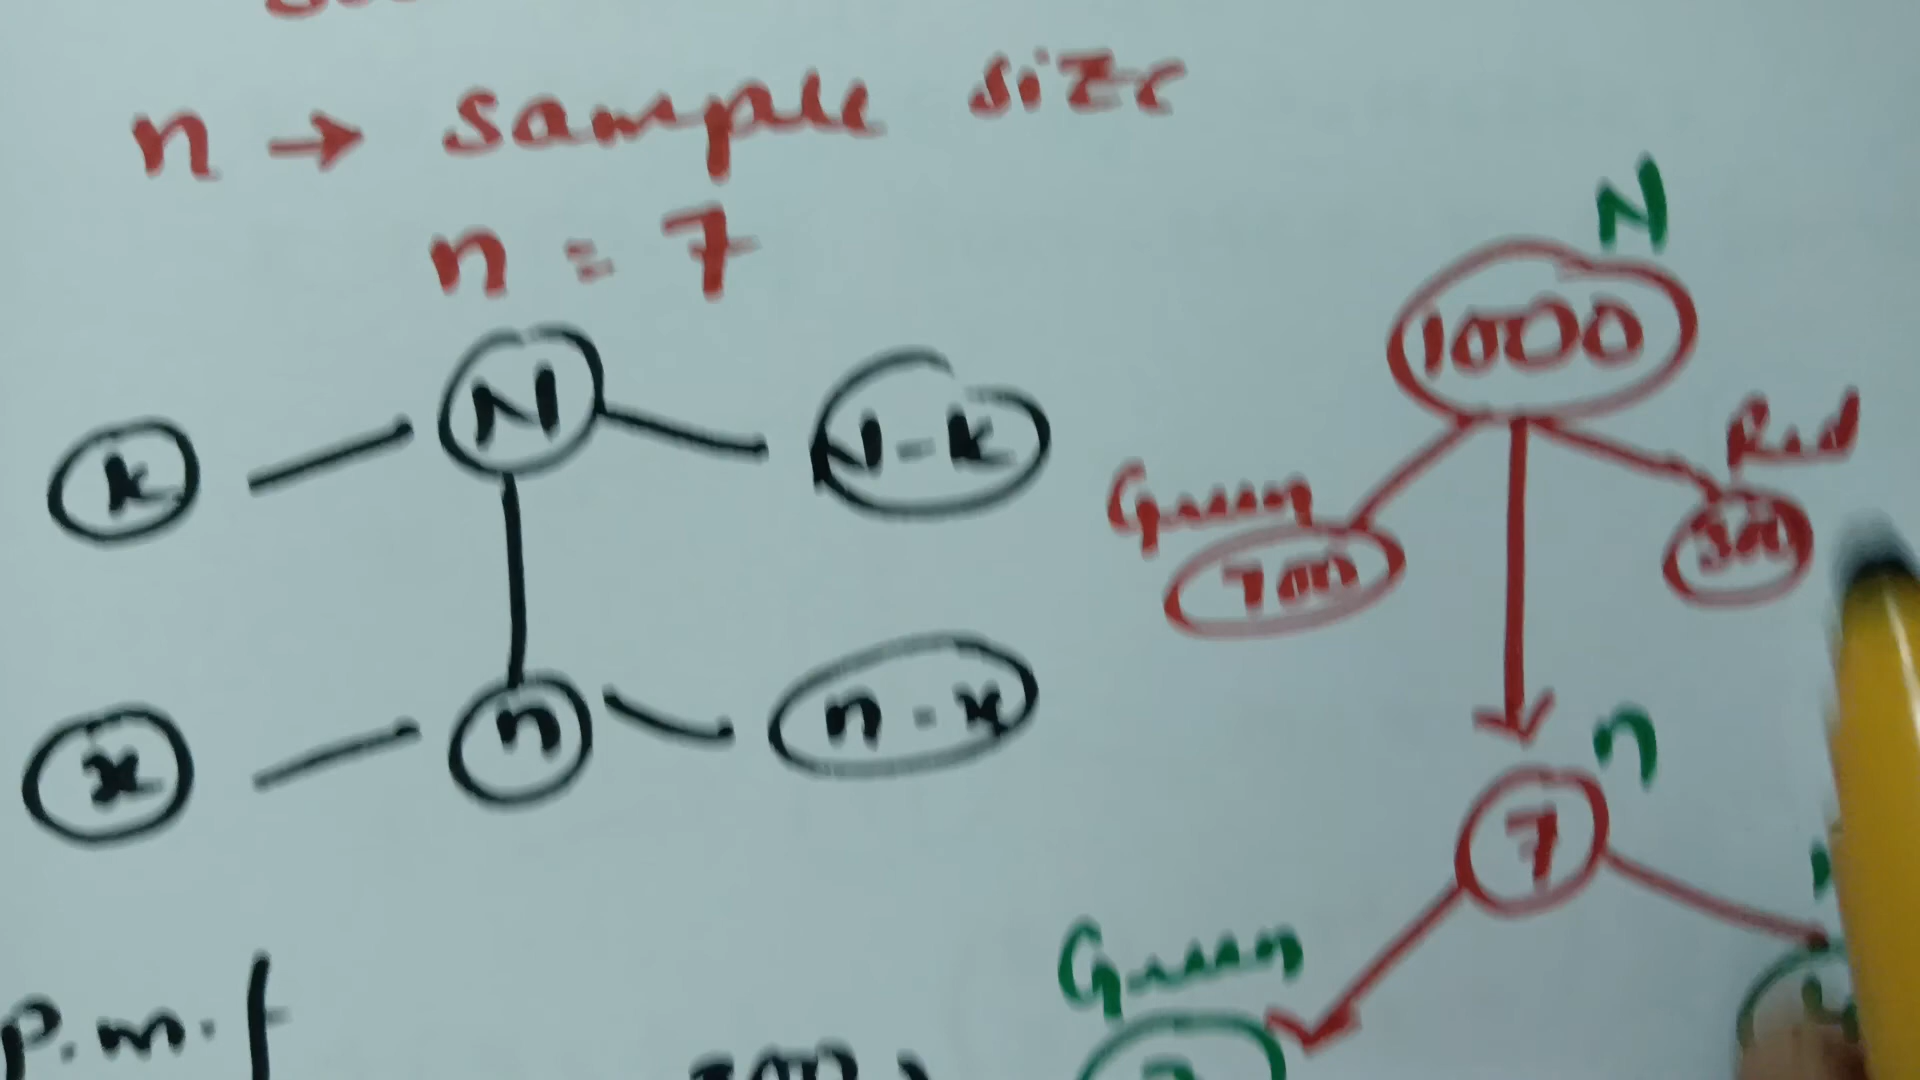 n → sample size
n = 7
N
1000
k N N-k
Green Red
700 300
x n n-x
n
7
Green
p.m.f